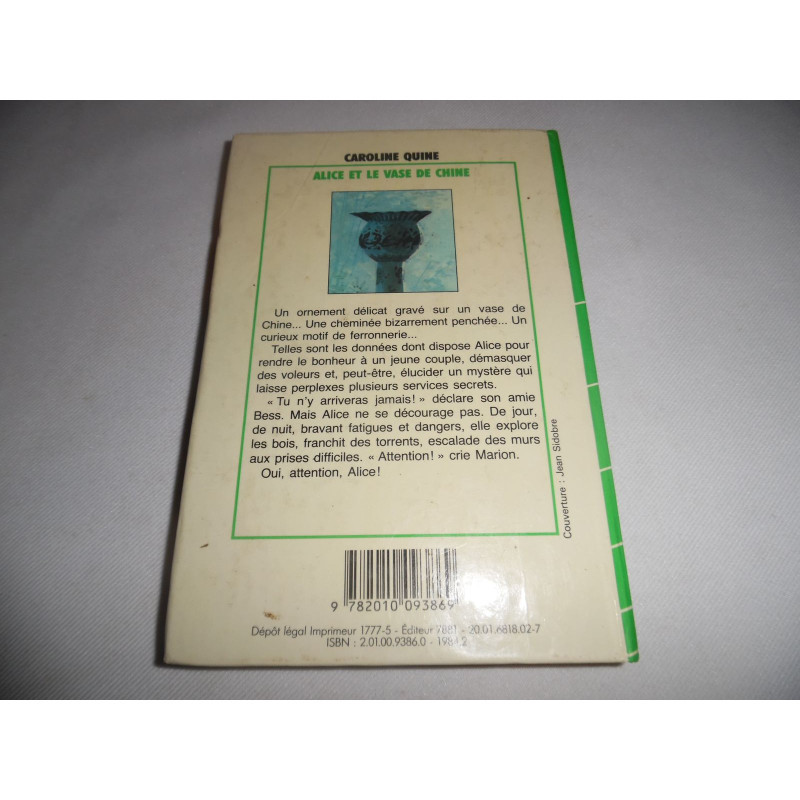 CAROLINE QUINE
ALICE ET LE VASE DE CHINE
Un ornement délicat gravé sur un vase de
Chine... Une cheminée bizarrement penchée... Un
curieux motif de ferronnerie...
Telles sont les données dont dispose Alice pour
rendre le bonheur à un jeune couple, démasquer
des voleurs et, peut-être, élucider un mystère qui
laisse perplexes plusieurs services secrets.
« Tu n'y arriveras jamais! » déclare son amie
Bess. Mais Alice ne se décourage pas. De jour,
de nuit, bravant fatigues et dangers, elle explore
les bois, franchit des torrents, escalade des murs
aux prises difficiles. « Attention! » crie Marion.
Oui, attention, Alice!
Couverture : Jean Sidobre
9 782010 093869
Dépôt légal Imprimeur 1777-5 - Éditeur 7881 - 20.01.6818.02-7
ISBN : 2.01.00.9386.0 - 1984.2